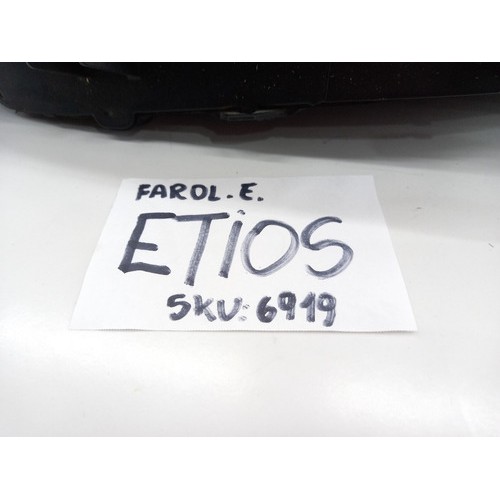 FAROL.E.
ETiOS
SKU: 6919